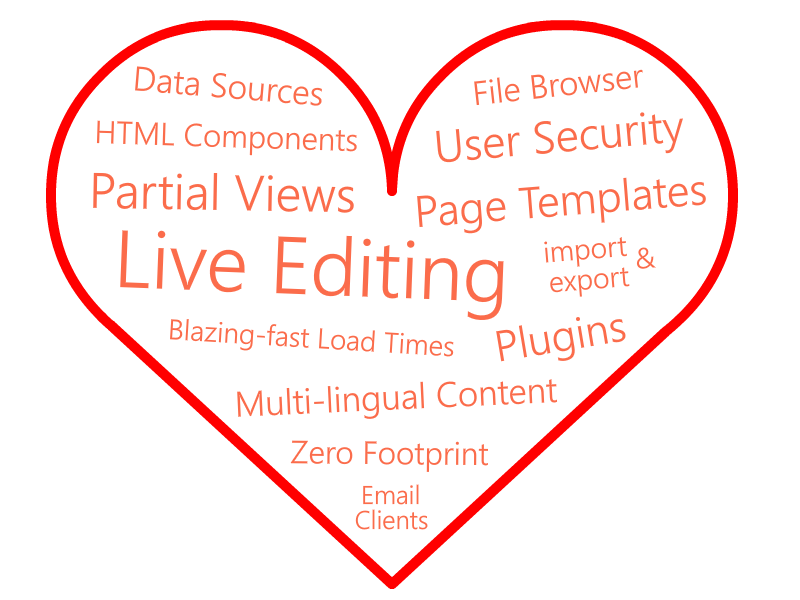 Data Sources
File Browser
HTML Components
User Security
Partial Views
Page Templates
Live Editing
import &
export
Blazing-fast Load Times
Plugins
Multi-lingual Content
Zero Footprint
Email
Clients